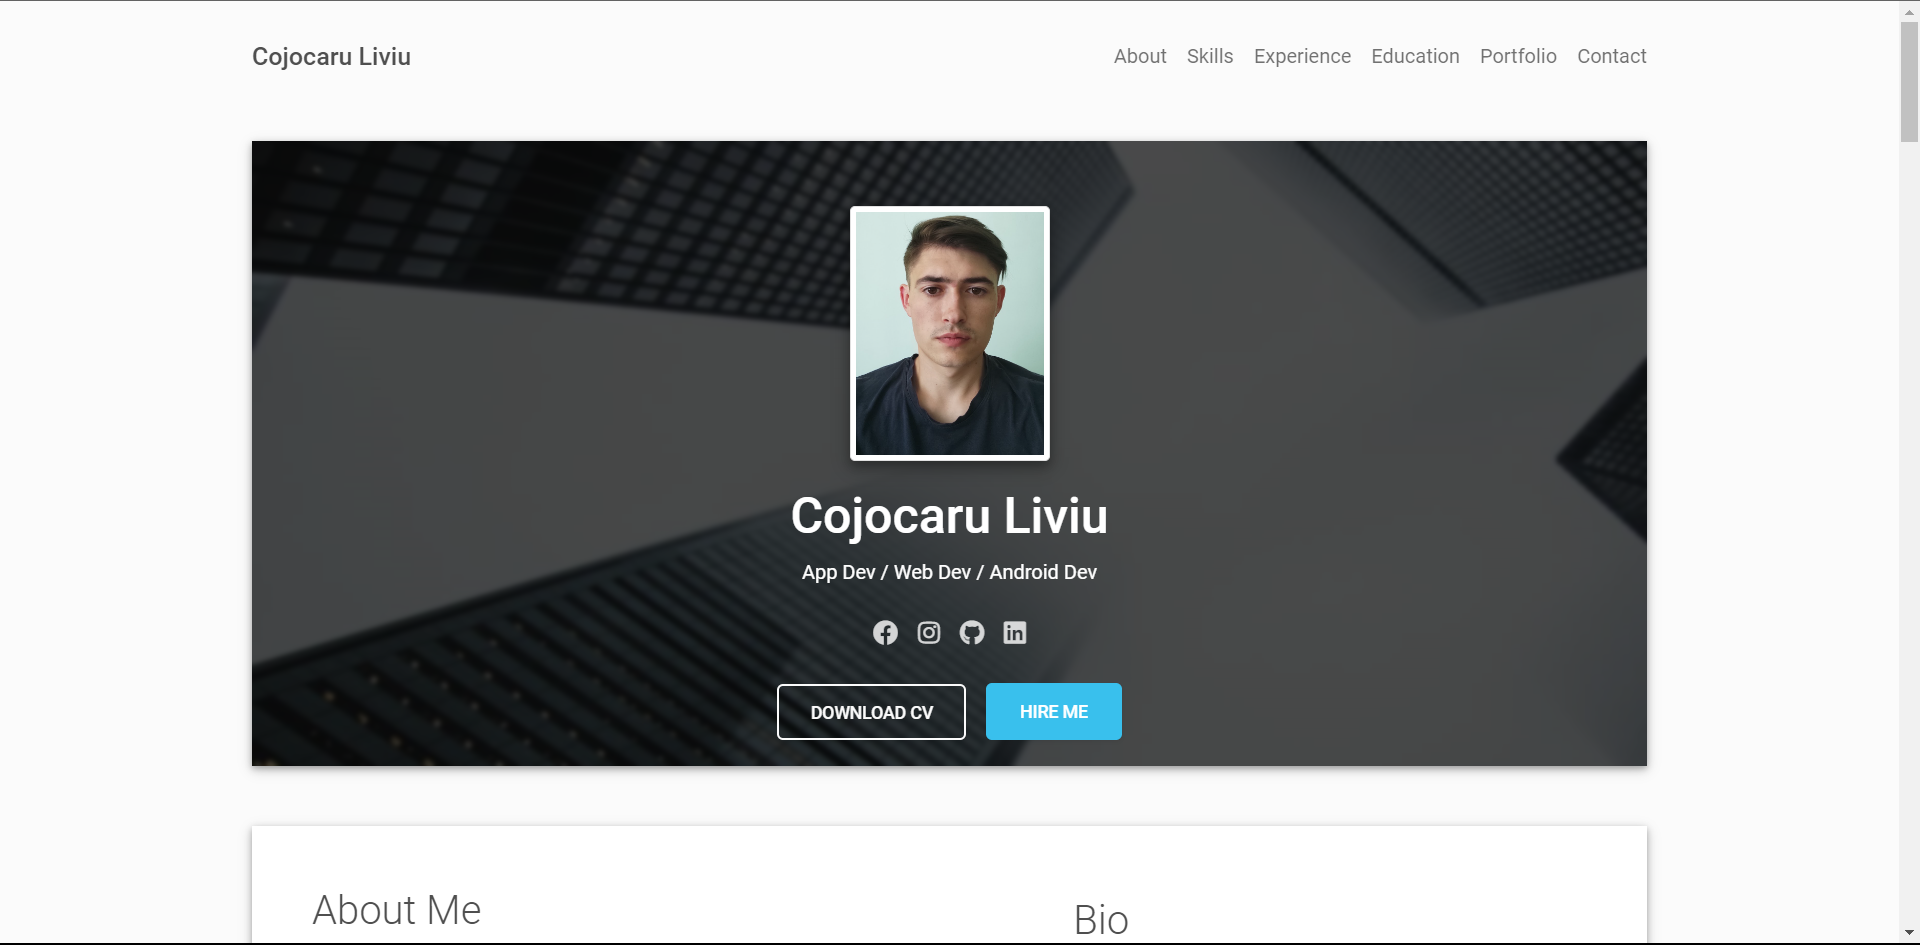 Cojocaru Liviu
About Skills Experience Education Portfolio Contact
Cojocaru Liviu
App Dev / Web Dev / Android Dev
DOWNLOAD CV
HIRE ME
About Me
Bio